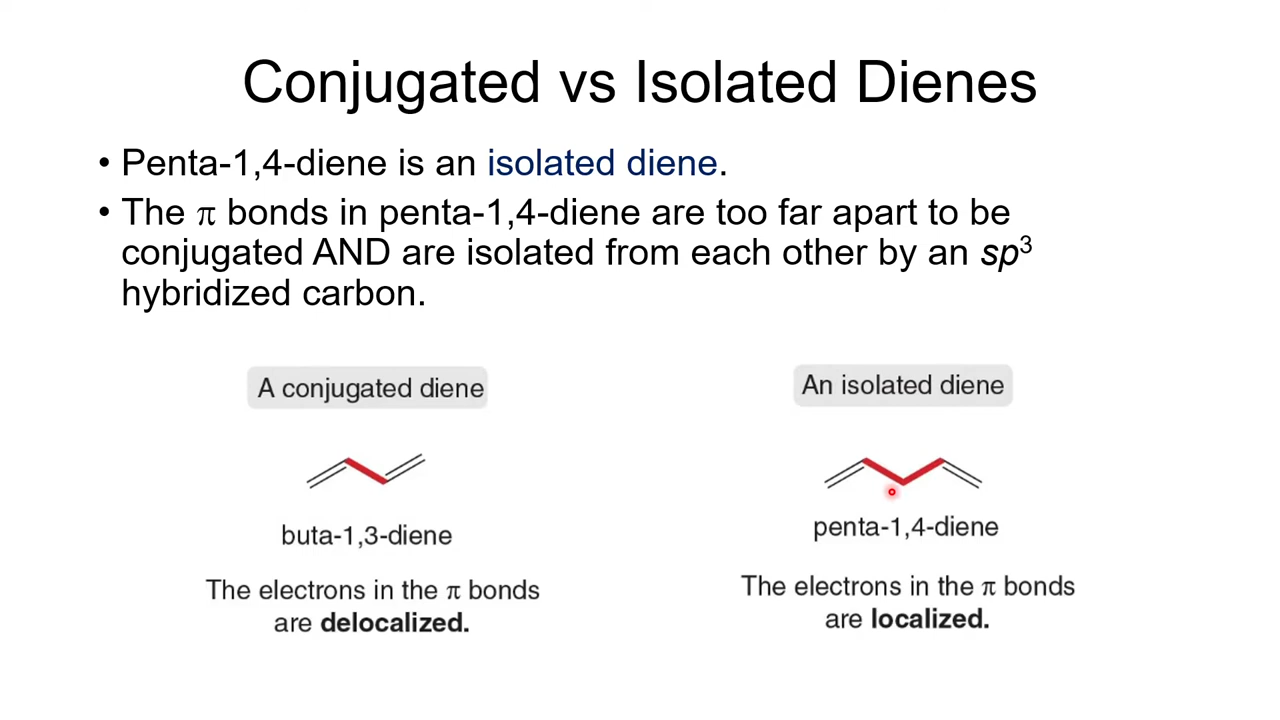 Conjugated vs Isolated Dienes
• Penta-1,4-diene is an isolated diene.
• The π bonds in penta-1,4-diene are too far apart to be
conjugated AND are isolated from each other by an sp³
hybridized carbon.
A conjugated diene
buta-1,3-diene
The electrons in the π bonds
are delocalized.
An isolated diene
penta-1,4-diene
The electrons in the π bonds
are localized.